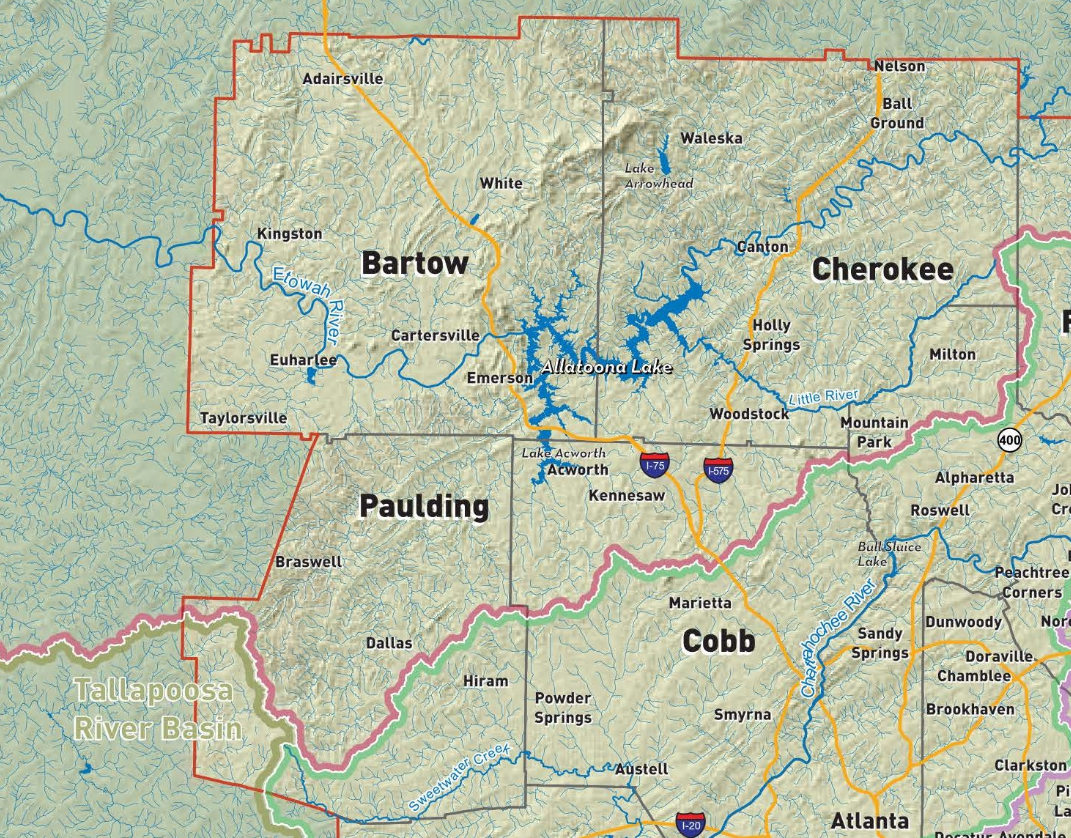 Nelson
Adairsville
Ball
Ground
Waleska
Lake
Arrowhead
White
Kingston
Canton
Bartow
Cherokee
Etowah River
Holly
Springs
Cartersville
Euharlee
Allatoona Lake
Milton
Emerson
Little River
Taylorsville
Woodstock
Mountain
Park
400
Lake Acworth
Acworth
I-75
I-575
Kennesaw
Alpharetta
Paulding
Roswell
Bull Sluice
Lake
Braswell
Peachtree
Corners
Marietta
Chattahoochee River
Dunwoody
Dallas
Cobb
Sandy
Springs
Doraville
Chamblee
Hiram
Tallapoosa
River Basin
Powder
Springs
Smyrna
Brookhaven
Sweetwater Creek
Austell
Clarkston
I-20
Atlanta